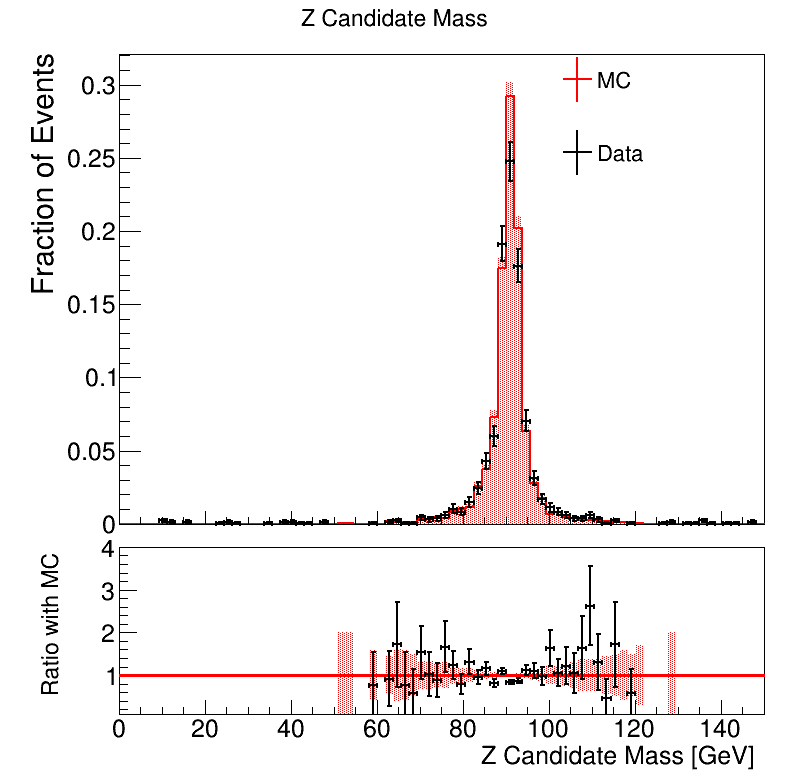 Z Candidate Mass
Fraction of Events
0.3
0.25
0.2
0.15
0.1
0.05
0
MC
Data
Ratio with MC
4
3
2
1
0 20 40 60 80 100 120 140
Z Candidate Mass [GeV]